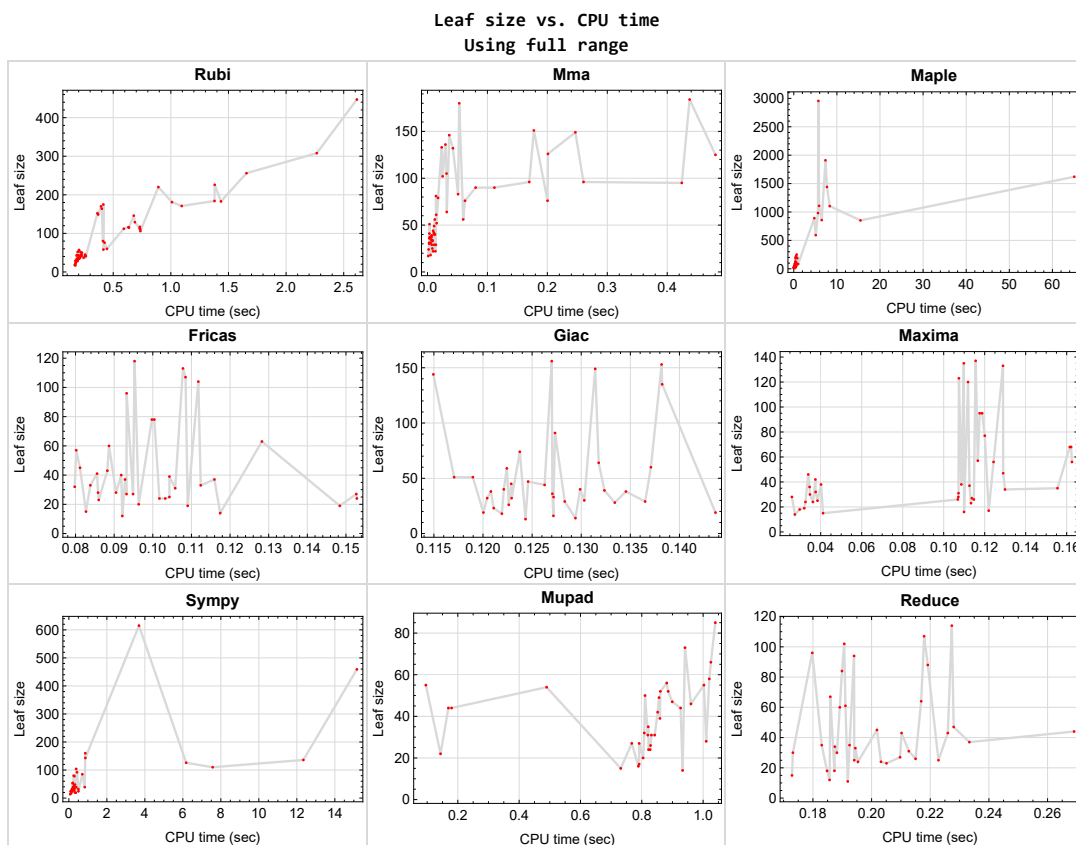 Leaf size vs. CPU time
Using full range
Rubi
Leaf size
400
300
200
100
0
0.5 1.0 1.5 2.0 2.5
CPU time (sec)
Mma
Leaf size
150
100
50
0
0.0 0.1 0.2 0.3 0.4
CPU time (sec)
Maple
Leaf size
3000
2500
2000
1500
1000
500
0
0 10 20 30 40 50 60
CPU time (sec)
Fricas
Leaf size
120
100
80
60
40
20
0
0.08 0.09 0.10 0.11 0.12 0.13 0.14 0.15
CPU time (sec)
Giac
Leaf size
150
100
50
0
0.115 0.120 0.125 0.130 0.135 0.140
CPU time (sec)
Maxima
Leaf size
140
120
100
80
60
40
20
0
0.04 0.06 0.08 0.10 0.12 0.14 0.16
CPU time (sec)
Sympy
Leaf size
600
500
400
300
200
100
0
0 2 4 6 8 10 12 14
CPU time (sec)
Mupad
Leaf size
80
60
40
20
0
0.2 0.4 0.6 0.8 1.0
CPU time (sec)
Reduce
Leaf size
120
100
80
60
40
20
0
0.18 0.20 0.22 0.24 0.26
CPU time (sec)